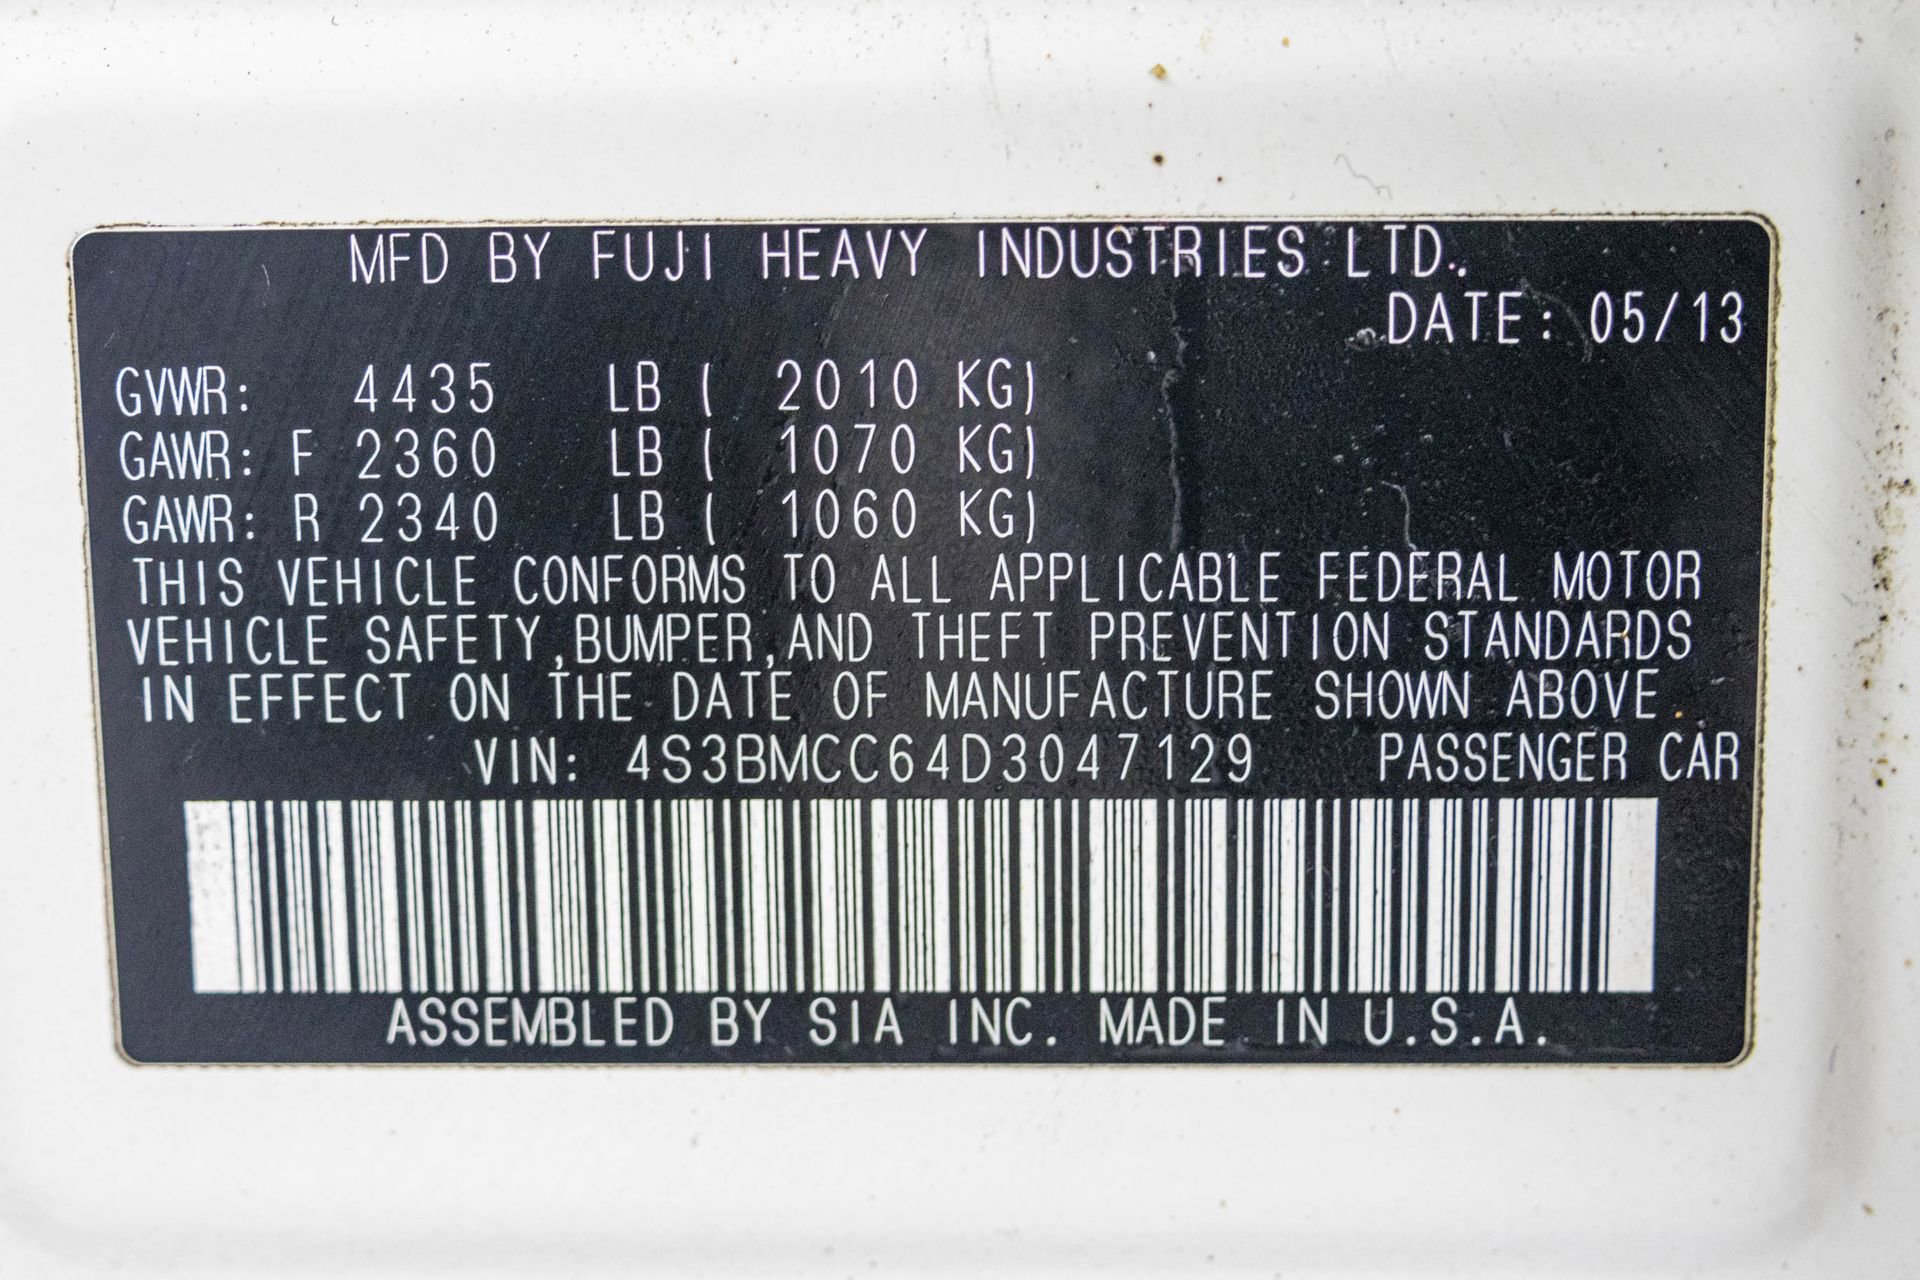 MFD BY FUJI HEAVY INDUSTRIES LTD.
DATE: 05/13
GVWR: 4435 LB ( 2010 KG)
GAWR: F 2360 LB ( 1070 KG)
GAWR: R 2340 LB ( 1060 KG)
THIS VEHICLE CONFORMS TO ALL APPLICABLE FEDERAL MOTOR
VEHICLE SAFETY,BUMPER,AND THEFT PREVENTION STANDARDS
IN EFFECT ON THE DATE OF MANUFACTURE SHOWN ABOVE.
VIN: 4S3BMCC64D3047129 PASSENGER CAR
ASSEMBLED BY SIA INC. MADE IN U.S.A.